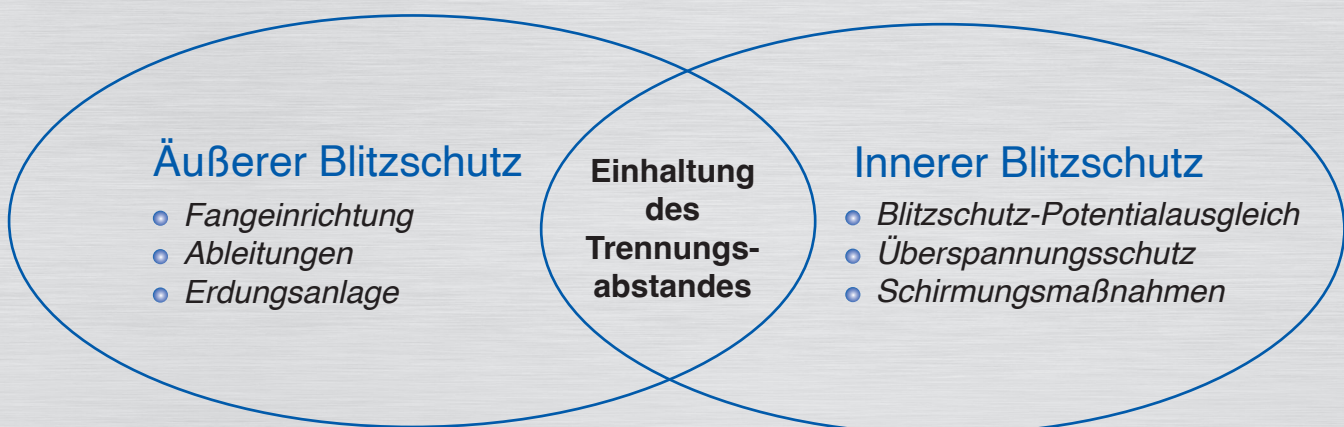 Äußerer Blitzschutz
Fangeinrichtung
Ableitungen
Erdungsanlage
Einhaltung
des
Trennungs-
abstandes
Innerer Blitzschutz
Blitzschutz-Potentialausgleich
Überspannungsschutz
Schirmungsmaßnahmen